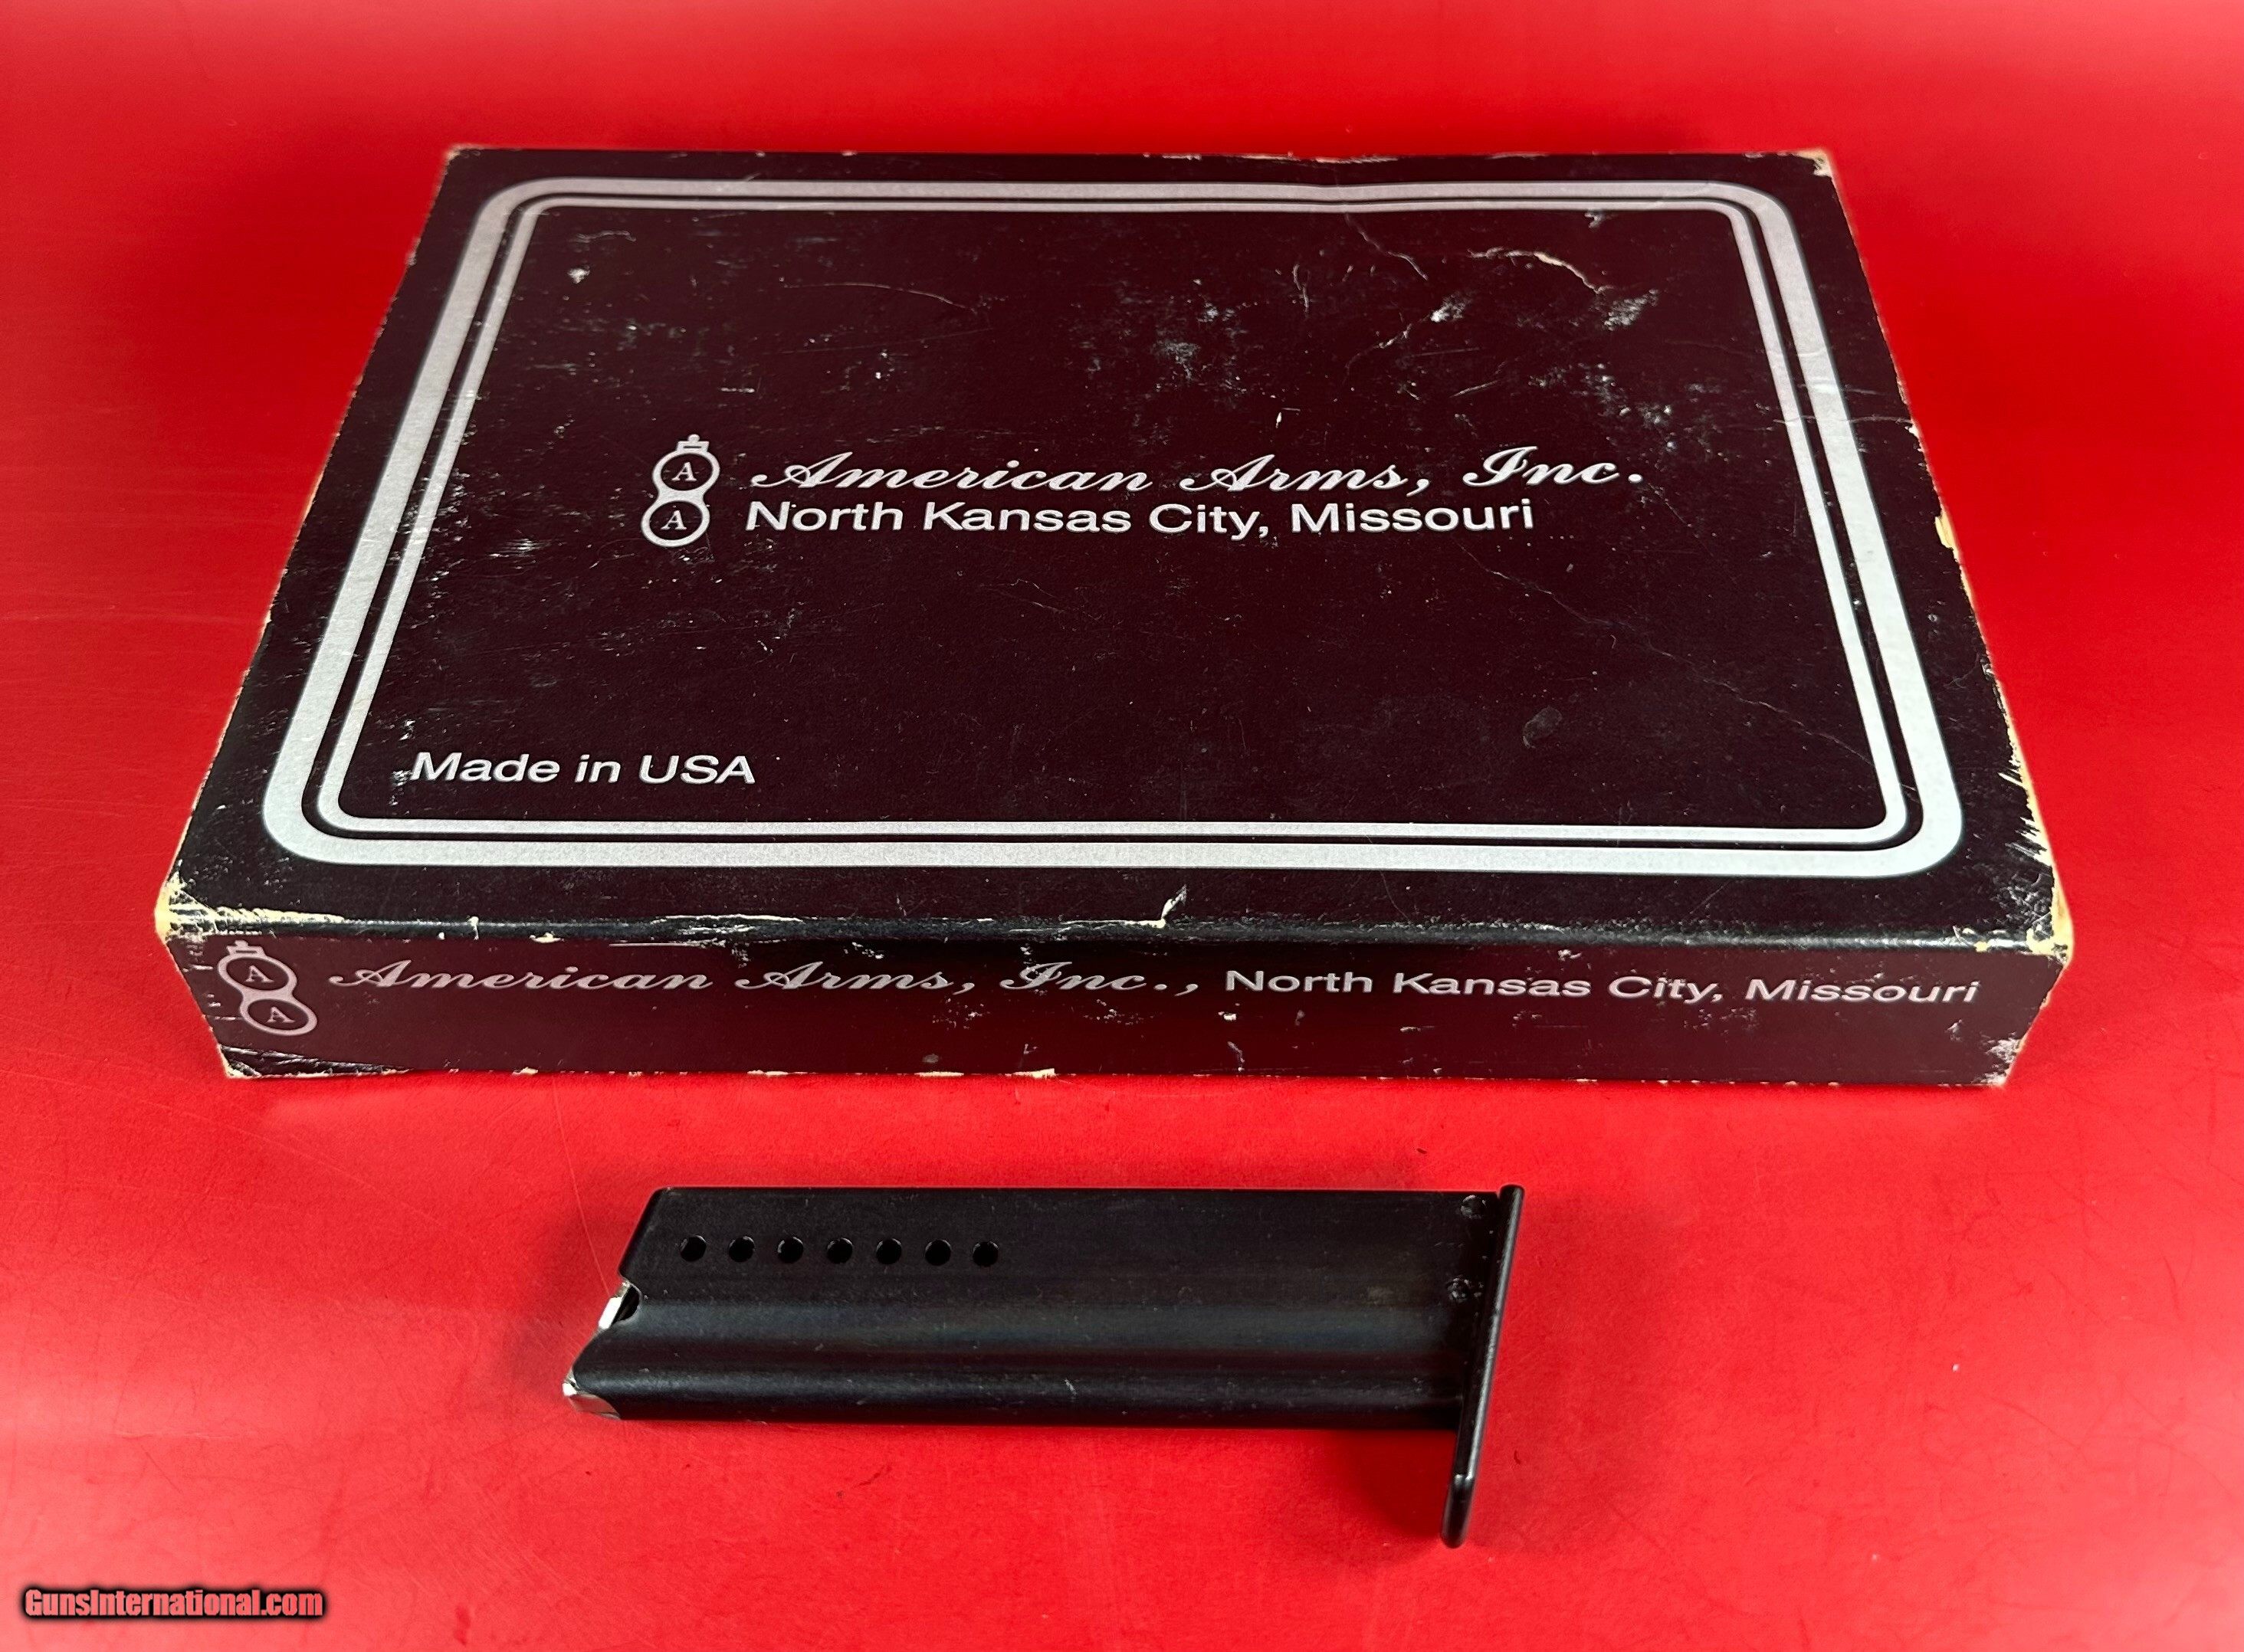 A
A
American Arms, Inc.
North Kansas City, Missouri
Made in USA
A
A
American Arms, Inc., North Kansas City, Missouri
GunsInternational.com